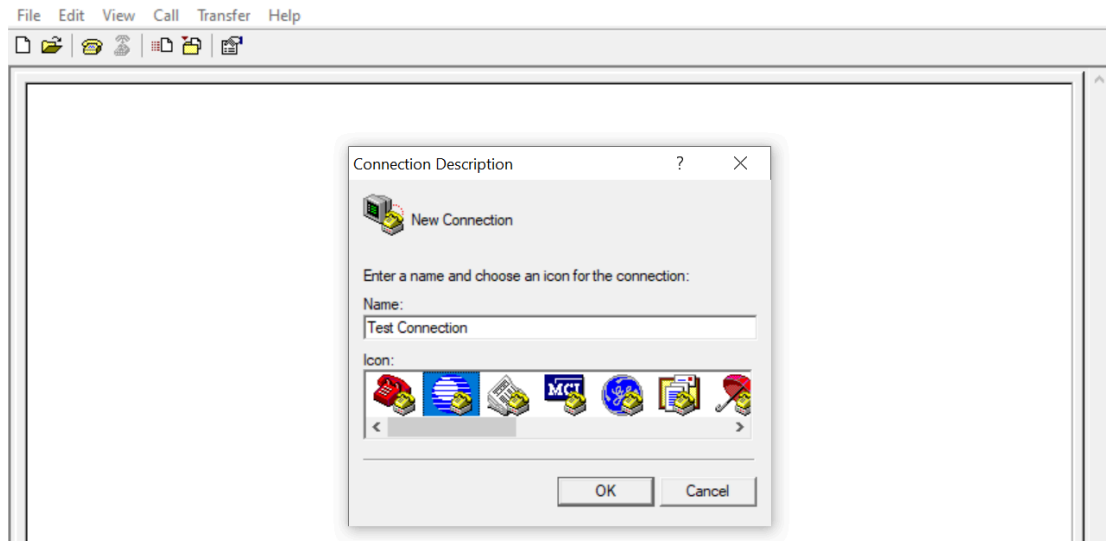 File Edit View Call Transfer Help
Connection Description ?
New Connection
Enter a name and choose an icon for the connection:
Name:
Test Connection
Icon:
MCI
OK Cancel